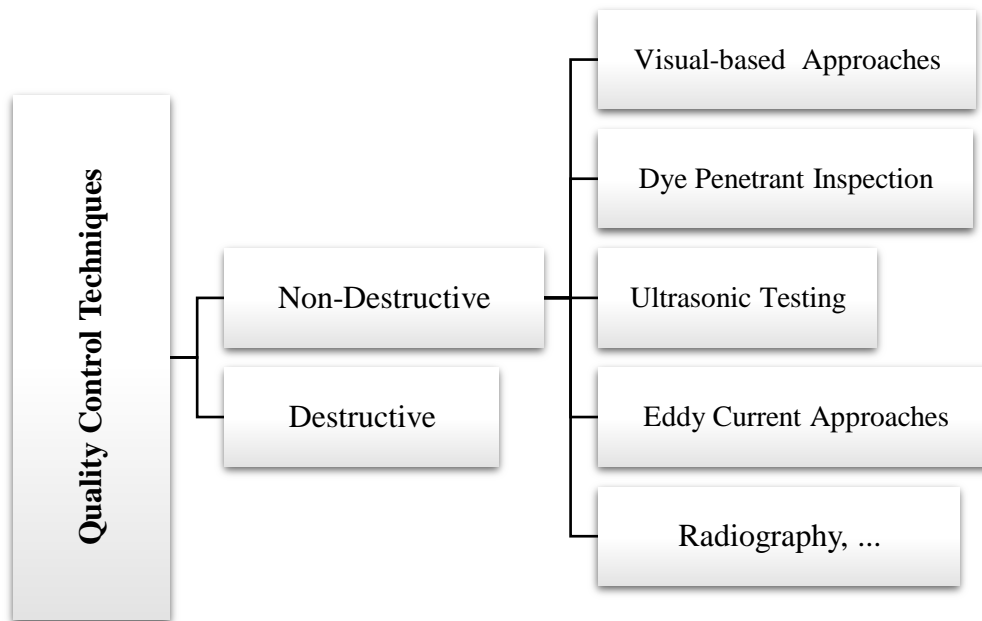 Quality Control Techniques
Non-Destructive
Destructive
Visual-based Approaches
Dye Penetrant Inspection
Ultrasonic Testing
Eddy Current Approaches
Radiography, ...